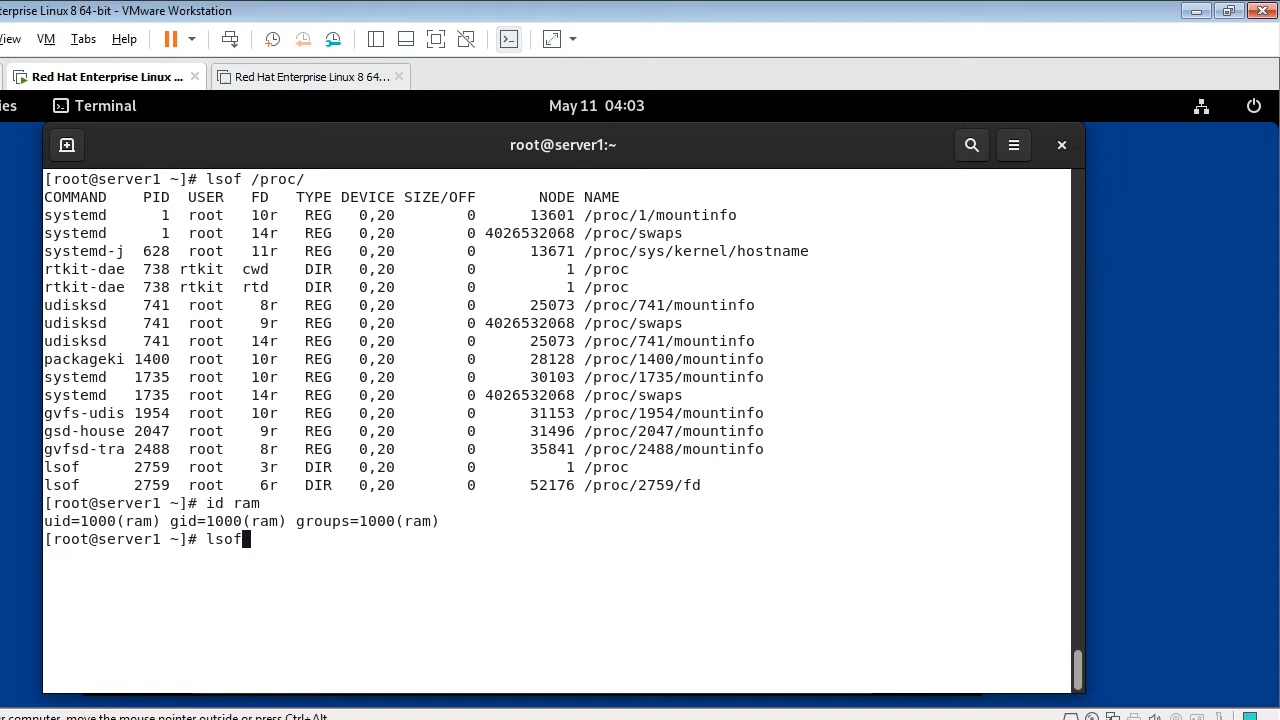 erprise Linux 8 64-bit - VMware Workstation
View VM Tabs Help
Red Hat Enterprise Linux ... Red Hat Enterprise Linux 8 64...
ies Terminal May 11 04:03
root@server1:~
[root@server1 ~]# lsof /proc/
COMMAND PID USER FD TYPE DEVICE SIZE/OFF NODE NAME
systemd 1 root 10r REG 0,20 0 13601 /proc/1/mountinfo
systemd 1 root 14r REG 0,20 0 4026532068 /proc/swaps
systemd-j 628 root 11r REG 0,20 0 13671 /proc/sys/kernel/hostname
rtkit-dae 738 rtkit cwd DIR 0,20 0 1 /proc
rtkit-dae 738 rtkit rtd DIR 0,20 0 1 /proc
udisksd 741 root 8r REG 0,20 0 25073 /proc/741/mountinfo
udisksd 741 root 9r REG 0,20 0 4026532068 /proc/swaps
udisksd 741 root 14r REG 0,20 0 25073 /proc/741/mountinfo
packageki 1400 root 10r REG 0,20 0 28128 /proc/1400/mountinfo
systemd 1735 root 10r REG 0,20 0 30103 /proc/1735/mountinfo
systemd 1735 root 14r REG 0,20 0 4026532068 /proc/swaps
gvfs-udis 1954 root 10r REG 0,20 0 31153 /proc/1954/mountinfo
gsd-house 2047 root 9r REG 0,20 0 31496 /proc/2047/mountinfo
gvfsd-tra 2488 root 8r REG 0,20 0 35841 /proc/2488/mountinfo
lsof 2759 root 3r DIR 0,20 0 1 /proc
lsof 2759 root 6r DIR 0,20 0 52176 /proc/2759/fd
[root@server1 ~]# id ram
uid=1000(ram) gid=1000(ram) groups=1000(ram)
[root@server1 ~]# lsof
r computer, move the mouse pointer outside or press Ctrl+Alt.